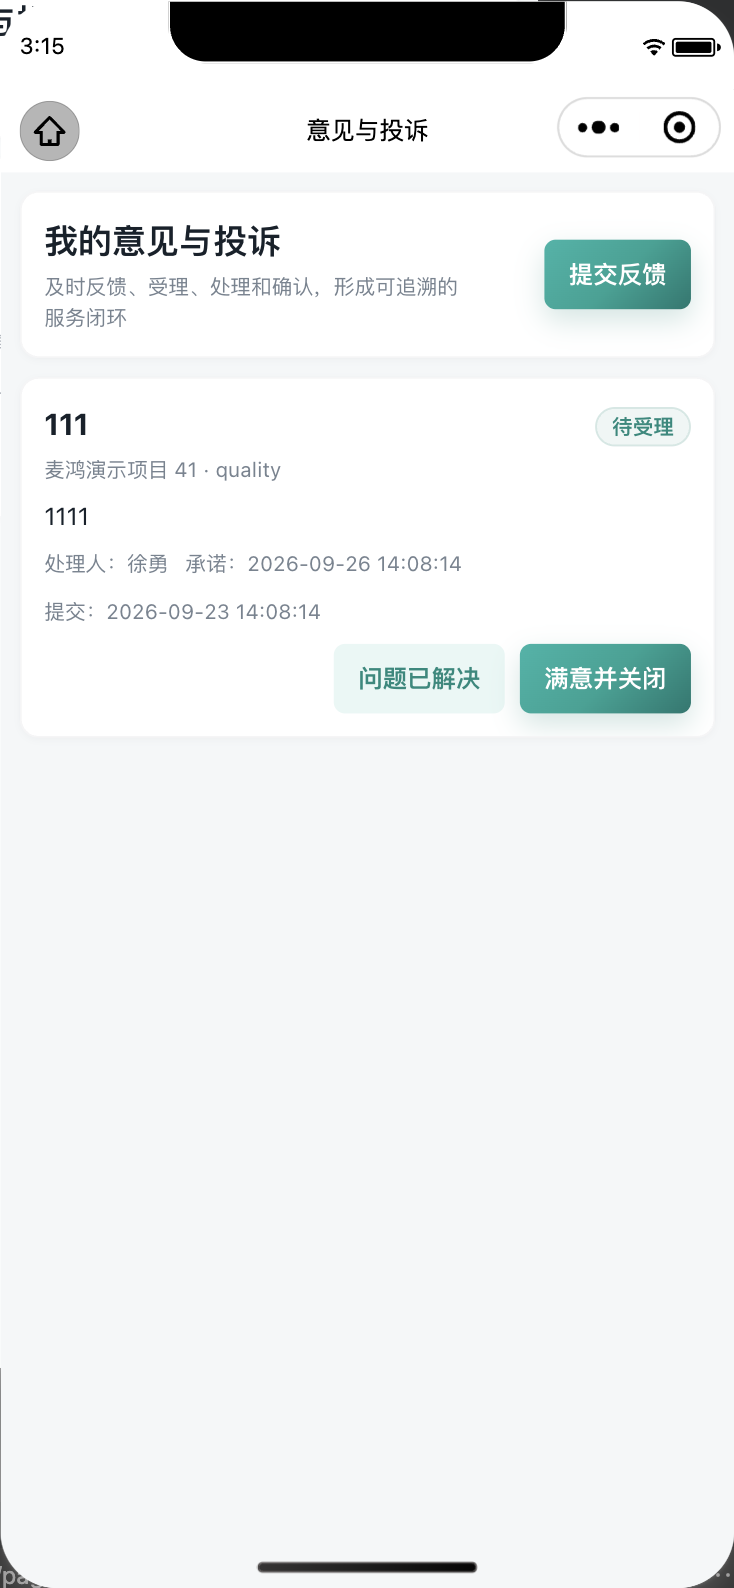 3:15
意见与投诉
我的意见与投诉
及时反馈、受理、处理和确认，形成可追溯的
服务闭环
提交反馈
111
待受理
麦鸿演示项目 41 · quality
1111
处理人：徐勇 承诺：2026-09-26 14:08:14
提交：2026-09-23 14:08:14
问题已解决
满意并关闭